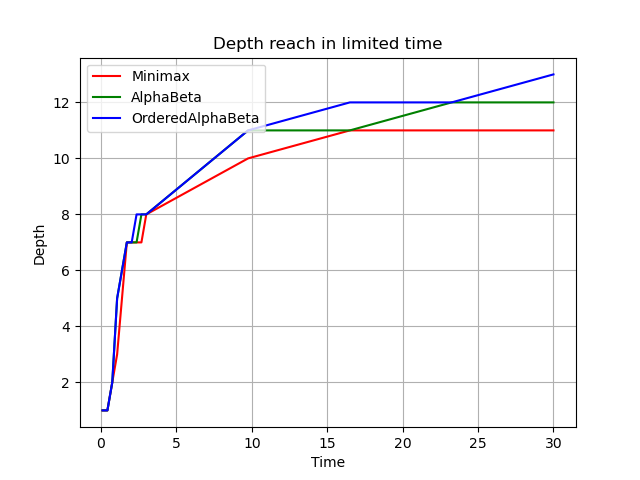 Depth reach in limited time
Minimax
AlphaBeta
OrderedAlphaBeta
12
10
8
6
4
2
Depth
0 5 10 15 20 25 30
Time